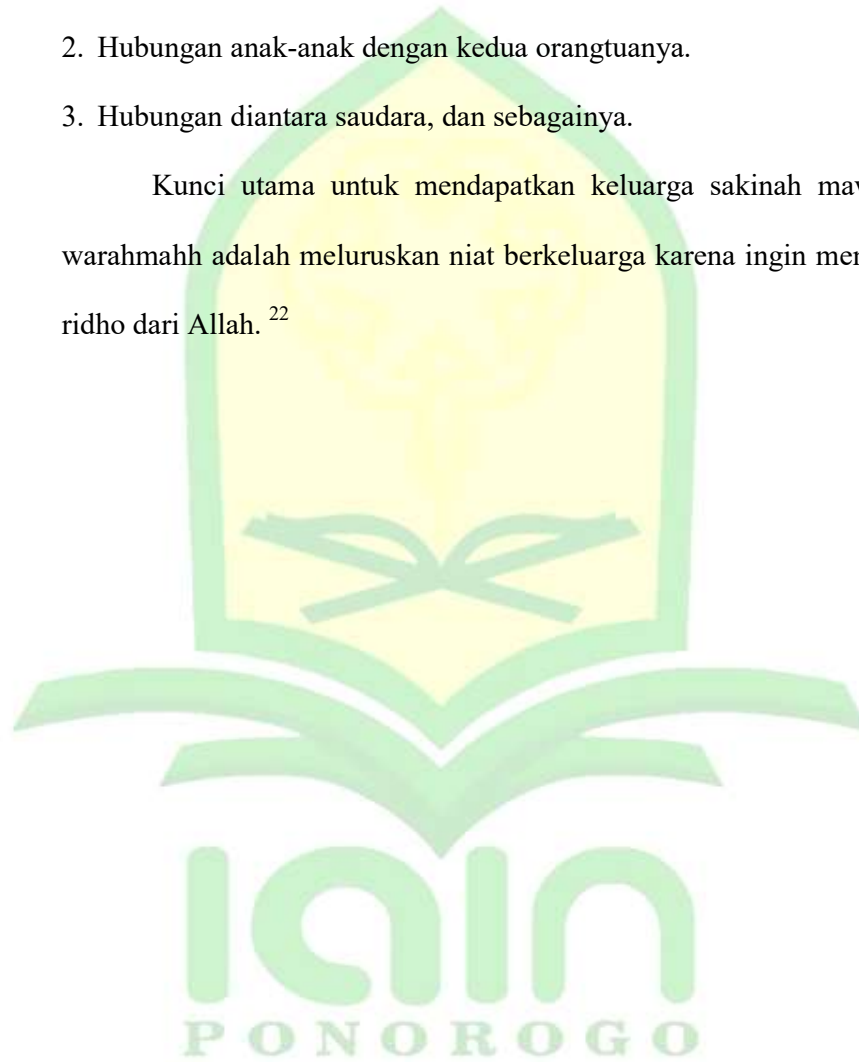 2. Hubungan anak-anak dengan kedua orangtuanya.
3. Hubungan diantara saudara, dan sebagainya.
Kunci utama untuk mendapatkan keluarga sakinah
warahmahh adalah meluruskan niat berkeluarga karena ingin
ridho dari Allah. 22
IAIN
PONOROGO